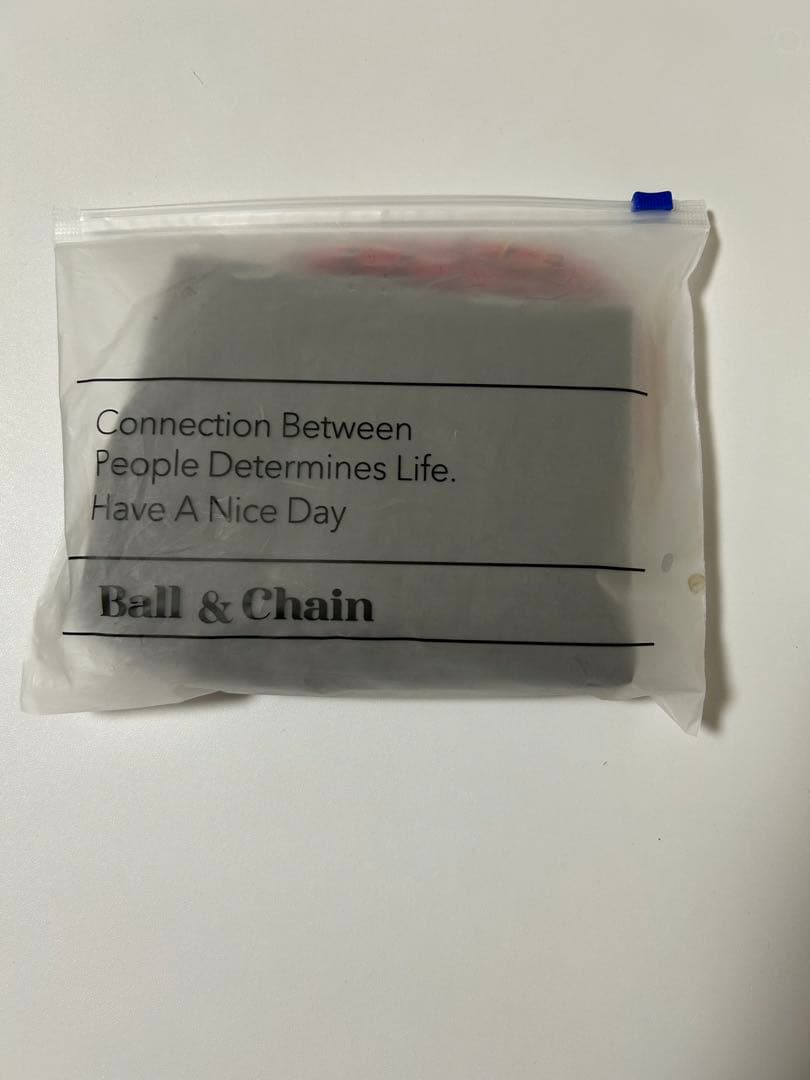 Connection Between
People Determines Life.
Have A Nice Day
Ball & Chain